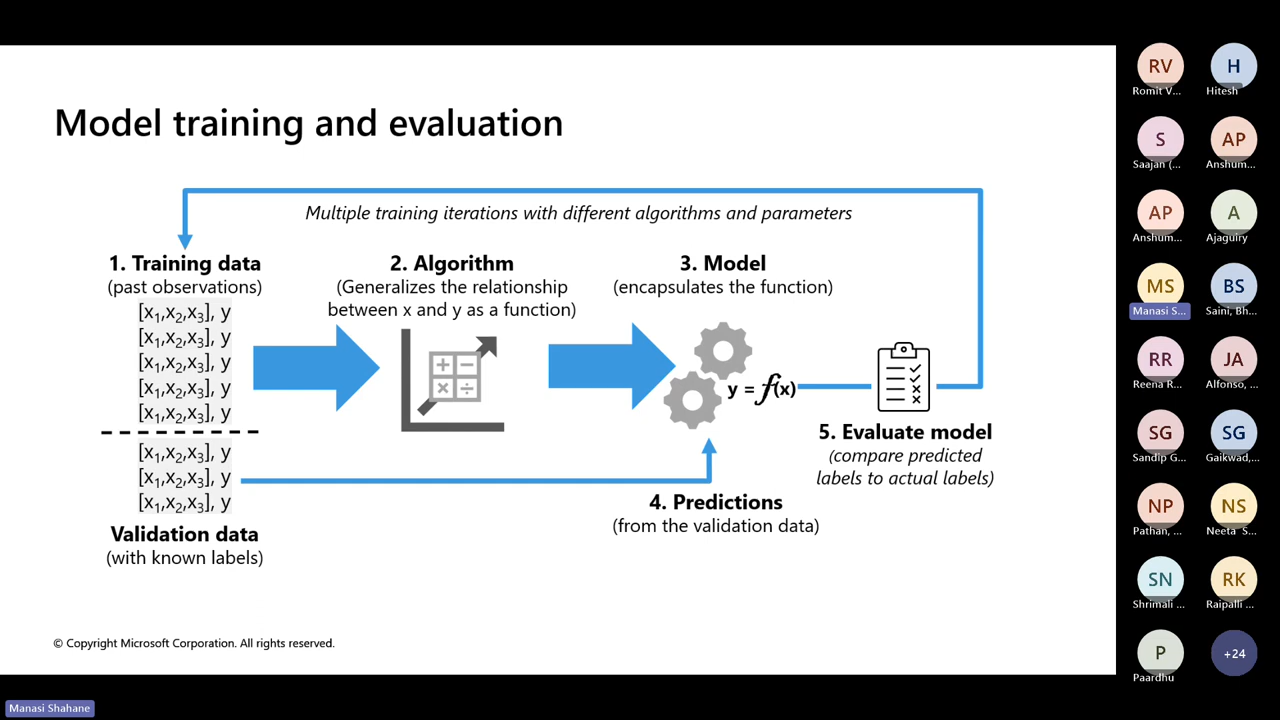 Model training and evaluation
Multiple training iterations with different algorithms and parameters
1. Training data
(past observations)
[x₁,x₂,x₃], y
[x₁,x₂,x₃], y
[x₁,x₂,x₃], y
[x₁,x₂,x₃], y
[x₁,x₂,x₃], y
[x₁,x₂,x₃], y
[x₁,x₂,x₃], y
[x₁,x₂,x₃], y
Validation data
(with known labels)
2. Algorithm
(Generalizes the relationship
between x and y as a function)
3. Model
(encapsulates the function)
y = f(x)
4. Predictions
(from the validation data)
5. Evaluate model
(compare predicted
labels to actual labels)
© Copyright Microsoft Corporation. All rights reserved.
RV
Romit V...
H
Hitesh
S
Saajan (...
AP
Anshum...
AP
Anshum...
A
Ajaguiry
MS
Manasi S...
BS
Saini, Bh...
RR
Reena R...
JA
Alfonso, ...
SG
Sandip G...
SG
Gaikwad,...
NP
Pathan, ...
NS
Neeta S...
SN
Shrimali ...
RK
Raipalli ...
P
Paardhu
+24
Manasi Shahane